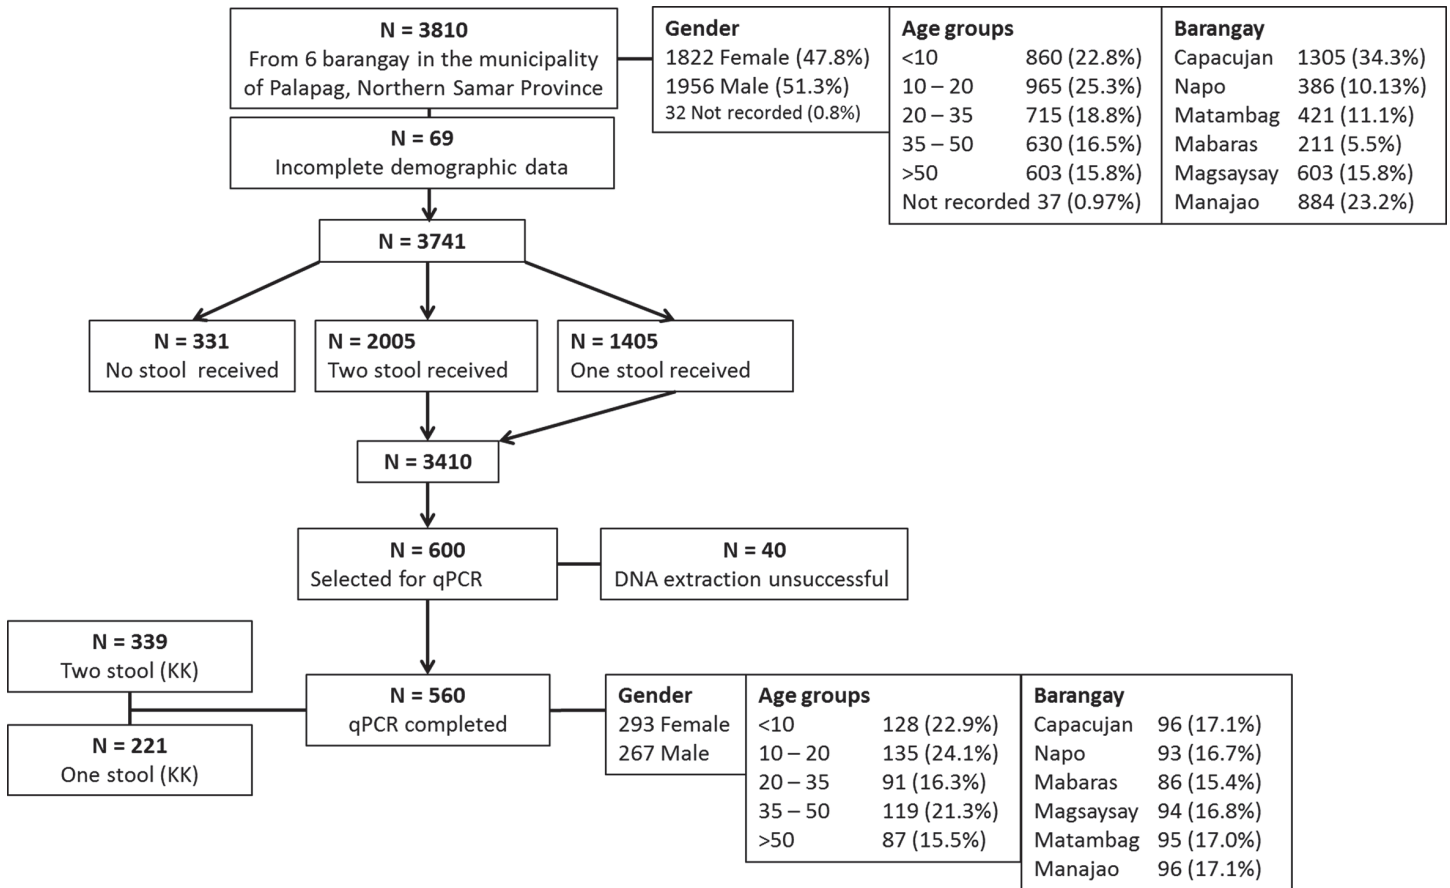 N = 3810
From 6 barangay in the municipality
of Palapag, Northern Samar Province
Gender
1822 Female (47.8%)
1956 Male (51.3%)
32 Not recorded (0.8%)
Age groups
<10 860 (22.8%)
10 – 20 965 (25.3%)
20 – 35 715 (18.8%)
35 – 50 630 (16.5%)
>50 603 (15.8%)
Not recorded 37 (0.97%)
Barangay
Capacujan 1305 (34.3%)
Napo 386 (10.13%)
Matambag 421 (11.1%)
Mabaras 211 (5.5%)
Magsaysay 603 (15.8%)
Manajao 884 (23.2%)
N = 69
Incomplete demographic data
N = 3741
N = 331
No stool received
N = 2005
Two stool received
N = 1405
One stool received
N = 3410
N = 600
Selected for qPCR
N = 40
DNA extraction unsuccessful
N = 339
Two stool (KK)
N = 221
One stool (KK)
N = 560
qPCR completed
Gender
293 Female
267 Male
Age groups
<10 128 (22.9%)
10 – 20 135 (24.1%)
20 – 35 91 (16.3%)
35 – 50 119 (21.3%)
>50 87 (15.5%)
Barangay
Capacujan 96 (17.1%)
Napo 93 (16.7%)
Mabaras 86 (15.4%)
Magsaysay 94 (16.8%)
Matambag 95 (17.0%)
Manajao 96 (17.1%)